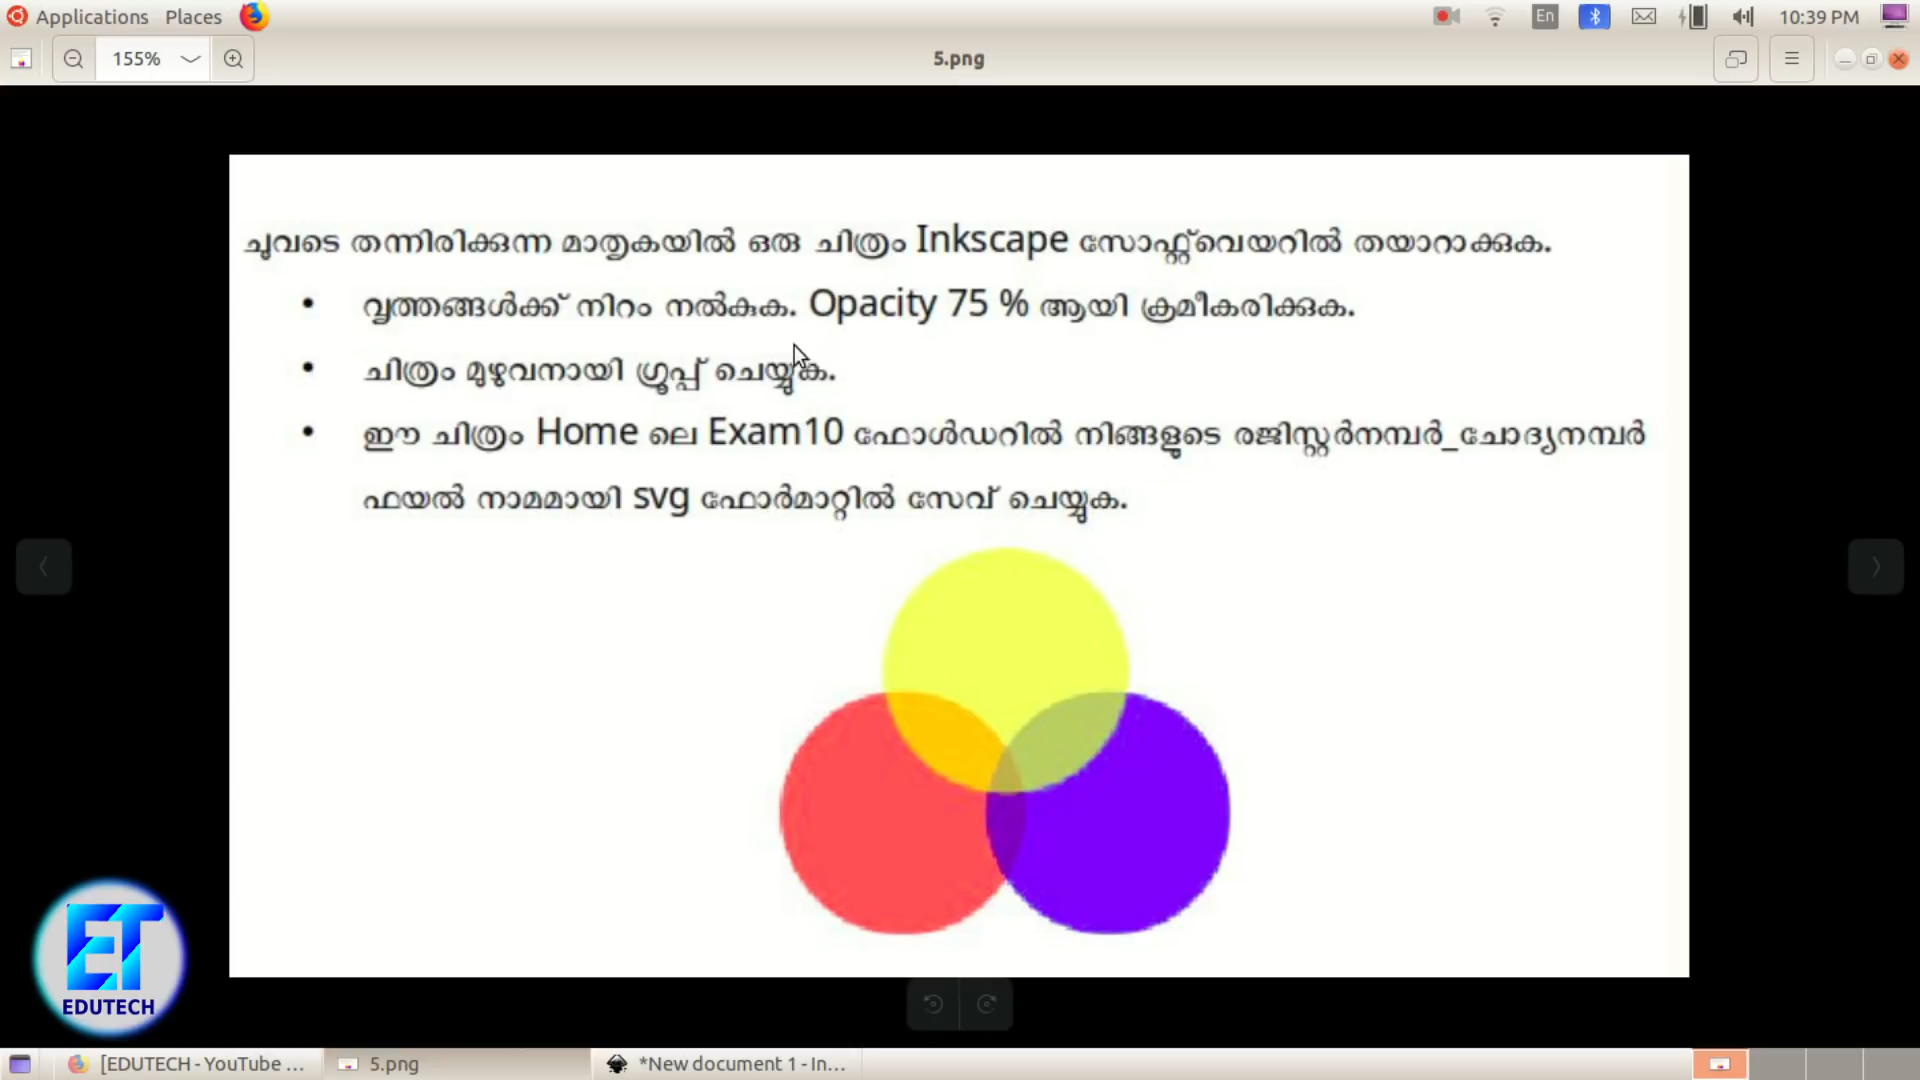 Applications Places En 10:39 PM
155% 5.png
ചുവടെ തന്നിരിക്കുന്ന മാതൃകയിൽ ഒരു ചിത്രം Inkscape സോഫ്റ്റ്‌വെയറിൽ തയാറാക്കുക.
• വൃത്തങ്ങൾക്ക് നിറം നൽകുക. Opacity 75 % ആയി ക്രമീകരിക്കുക.
• ചിത്രം മുഴുവനായി ഗ്രൂപ്പ് ചെയ്യുക.
• ഈ ചിത്രം Home ലെ Exam10 ഫോൾഡറിൽ നിങ്ങളുടെ രജിസ്റ്റർനമ്പർ_ചോദ്യനമ്പർ
ഫയൽ നാമമായി svg ഫോർമാറ്റിൽ സേവ് ചെയ്യുക.
ET
EDUTECH
[EDUTECH - YouTube ... 5.png *New document 1 - In...